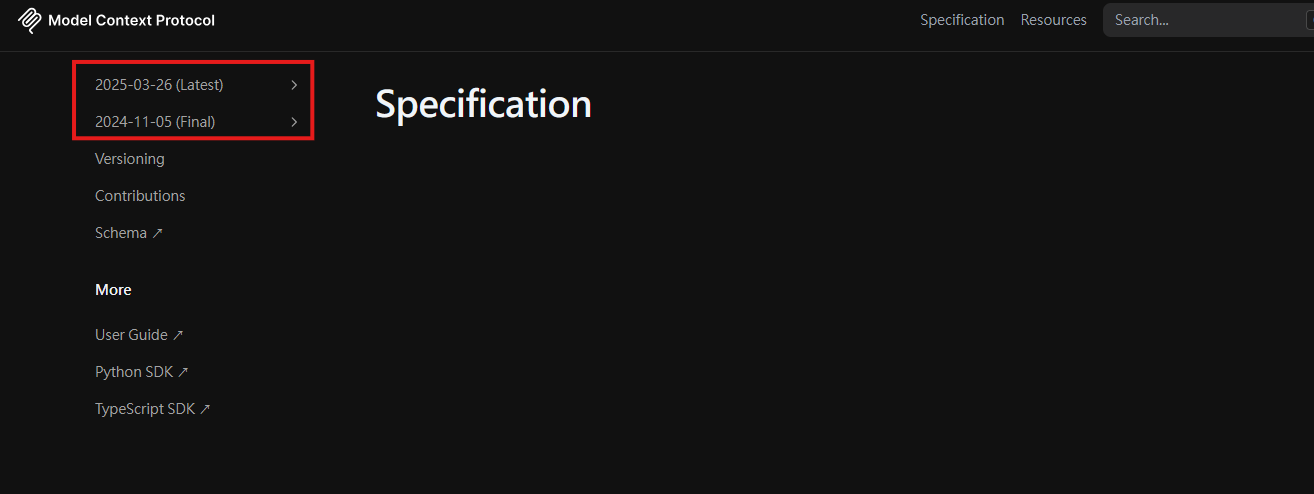 Model Context Protocol
Specification Resources Search...
2025-03-26 (Latest)
2024-11-05 (Final)
Specification
Versioning
Contributions
Schema ↗
More
User Guide ↗
Python SDK ↗
TypeScript SDK ↗